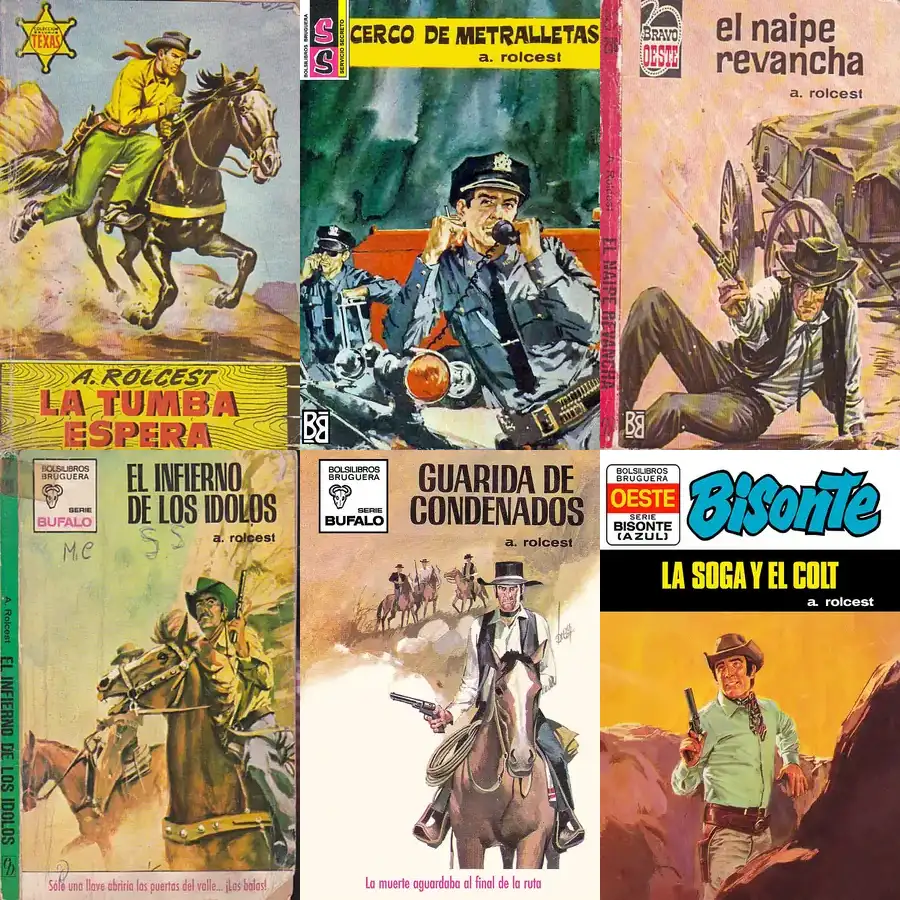 COLECCION
TEXAS
A. ROLCEST
LA TUMBA
ESPERA
BOLSILIBROS BRUGUERA
SS
SERVICIO SECRETO
CERCO DE METRALLETAS
a. rolcest
BB
BRAVO
OESTE
el naipe
revancha
a. rolcest
A. Rolcest
EL NAIPE REVANCHA
BB
BOLSILIBROS
BRUGUERA
SERIE
BUFALO
EL INFIERNO
DE LOS IDOLOS
a. rolcest
M.C
SS
A. Rolcest
EL INFIERNO DE LOS IDOLOS
Sólo una llave abriría las puertas del valle... ¡Las balas!
BOLSILIBROS
BRUGUERA
SERIE
BUFALO
GUARIDA DE
CONDENADOS
a. rolcest
La muerte aguardaba al final de la ruta
BOLSILIBROS
BRUGUERA
OESTE
SERIE
BISONTE
(AZUL)
BISONTE
LA SOGA Y EL COLT
a. rolcest